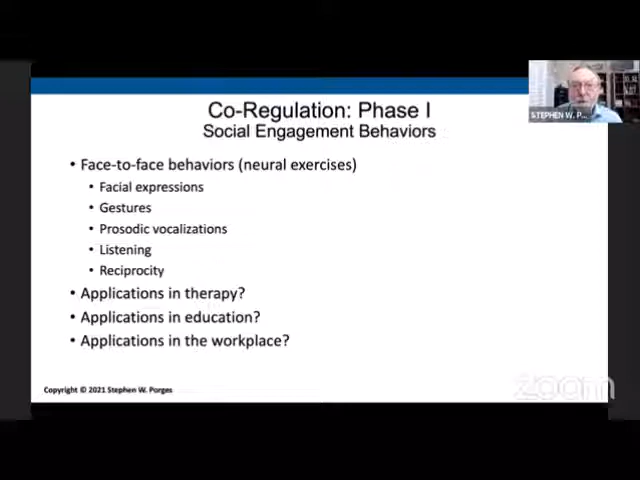 Co-Regulation: Phase I
Social Engagement Behaviors
STEPHEN W. P...
• Face-to-face behaviors (neural exercises)
• Facial expressions
• Gestures
• Prosodic vocalizations
• Listening
• Reciprocity
• Applications in therapy?
• Applications in education?
• Applications in the workplace?
Copyright © 2021 Stephen W. Porges
zoom